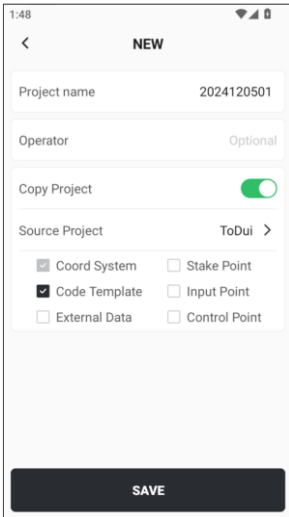 1:48
NEW
Project name 2024120501
Operator Optional
Copy Project
Source Project ToDui
Coord System Stake Point
Code Template Input Point
External Data Control Point
SAVE